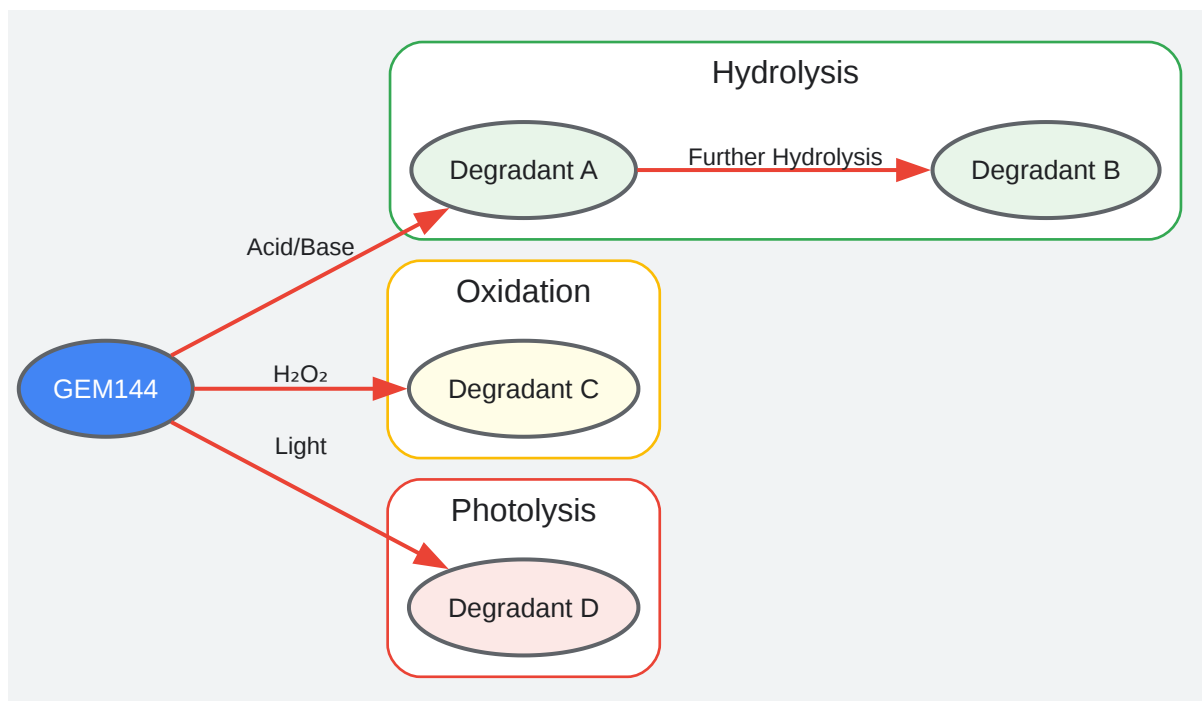 Hydrolysis
Degradant A
Further Hydrolysis
Degradant B
Acid/Base
Oxidation
GEM144
H₂O₂
Degradant C
Light
Photolysis
Degradant D